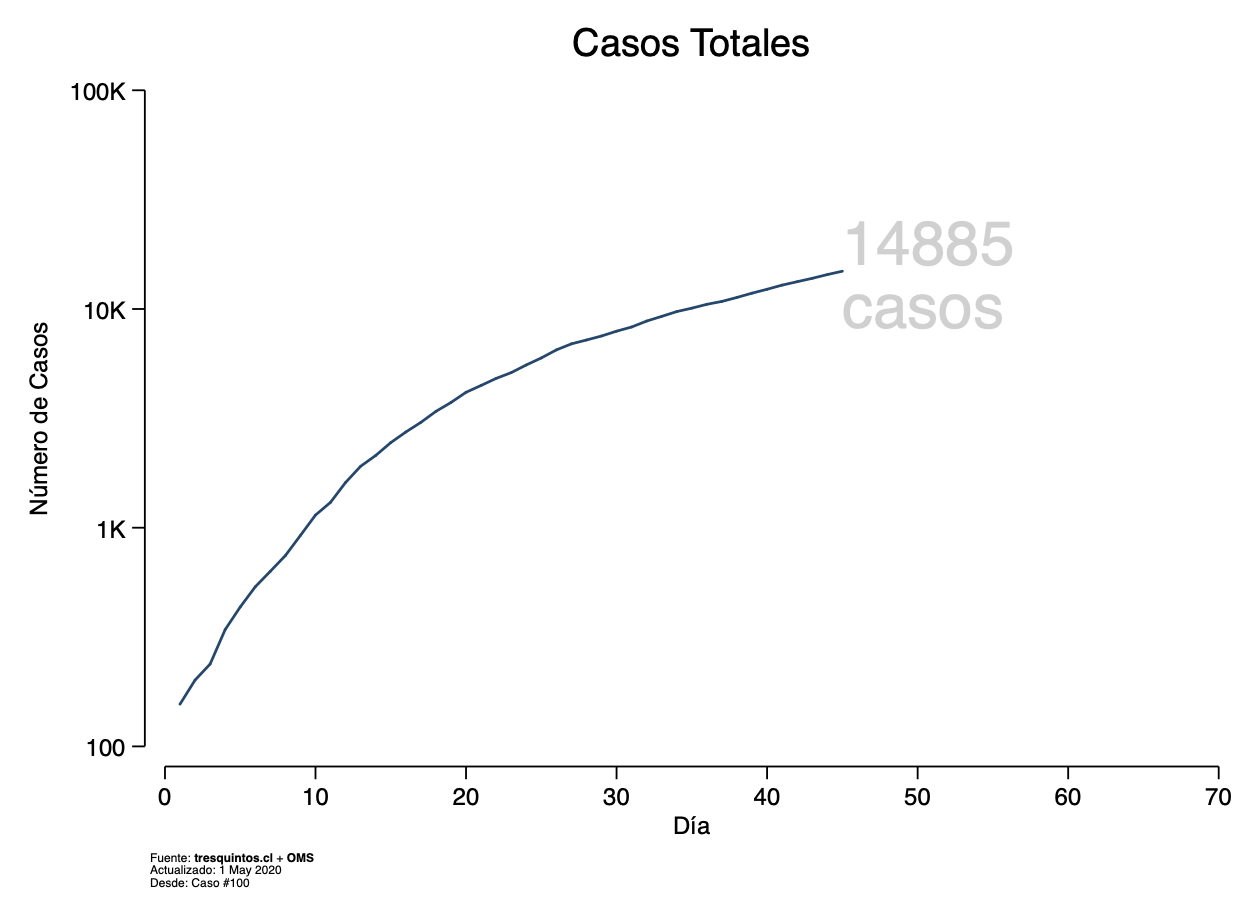 Casos Totales
100K
10K
1K
100
Número de Casos
14885
casos
0 10 20 30 40 50 60 70
Día
Fuente: tresquintos.cl + OMS
Actualizado: 1 May 2020
Desde: Caso #100